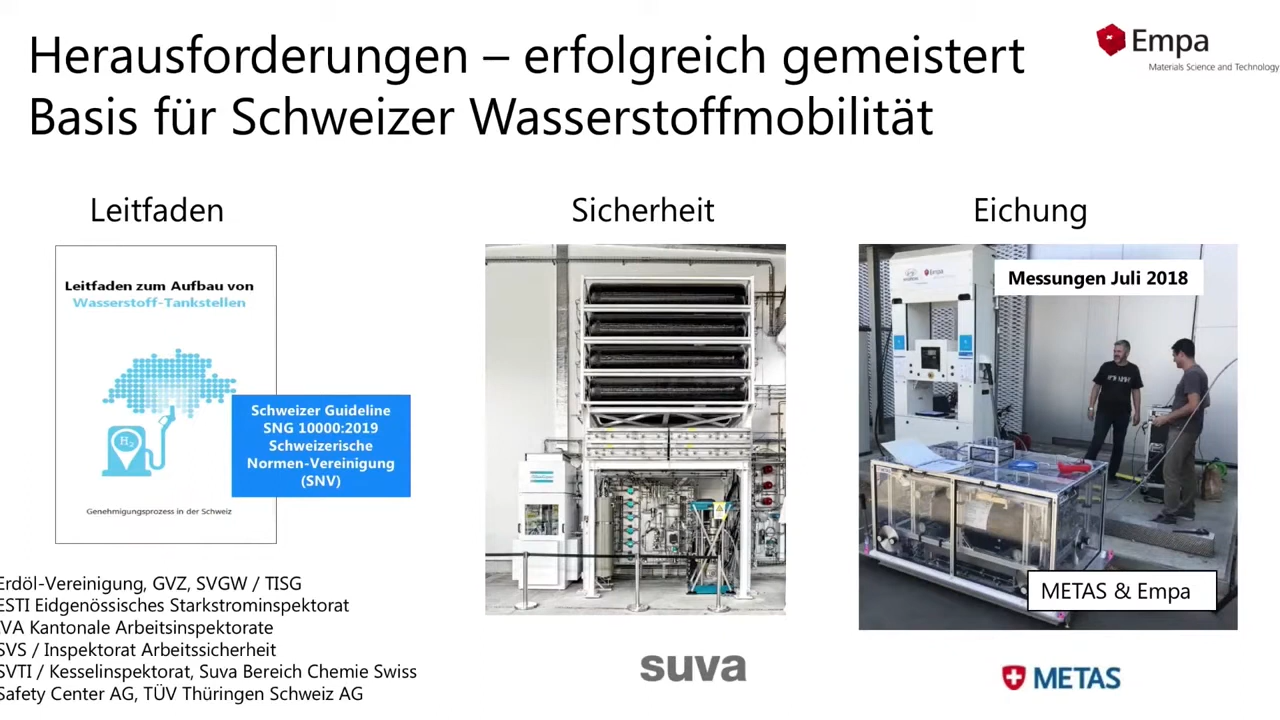 Herausforderungen – erfolgreich gemeistert
Basis für Schweizer Wasserstoffmobilität
Empa
Materials Science and Technology
Leitfaden
Sicherheit
Eichung
Leitfaden zum Aufbau von
Wasserstoff-Tankstellen
H₂
Genehmigungsprozess in der Schweiz
Schweizer Guideline
SNG 10000:2019
Schweizerische
Normen-Vereinigung
(SNV)
Empa
Messungen Juli 2018
METAS & Empa
Erdöl-Vereinigung, GVZ, SVGW / TISG
ESTI Eidgenössisches Starkstrominspektorat
IVA Kantonale Arbeitsinspektorate
SVS / Inspektorat Arbeitssicherheit
SVTI / Kesselinspektorat, Suva Bereich Chemie Swiss
Safety Center AG, TÜV Thüringen Schweiz AG
suva
METAS